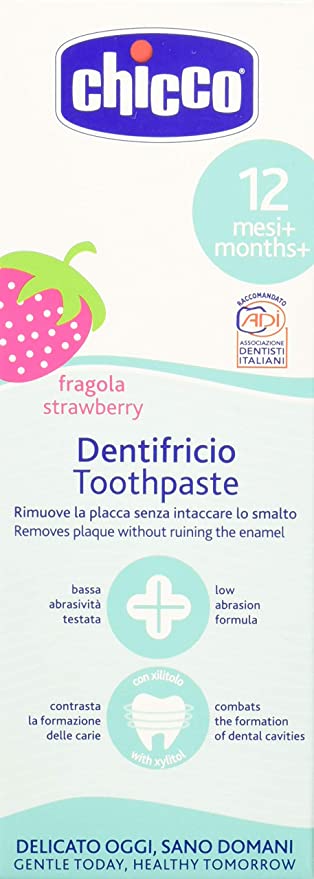 chicco
12
mesi+
months+
RACCOMANDATO
ADI
ASSOCIAZIONE
DENTISTI
ITALIANI
fragola
strawberry
Dentifricio
Toothpaste
Rimuove la placca senza intaccare lo smalto
Removes plaque without ruining the enamel
bassa
abrasività
testata
low
abrasion
formula
contrasta
la formazione
delle carie
con xilitolo
with xylitol
combats
the formation
of dental cavities
DELICATO OGGI, SANO DOMANI
GENTLE TODAY, HEALTHY TOMORROW